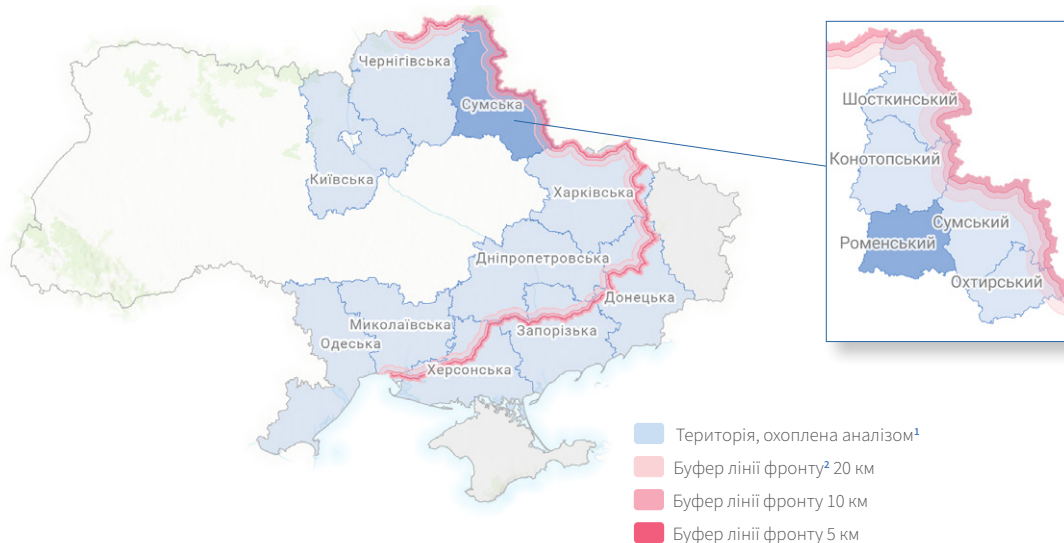 Чернігівська
Сумська
Київська
Харківська
Дніпропетровська
Донецька
Миколаївська
Запорізька
Одеська
Херсонська
Шосткинський
Конотопський
Сумський
Роменський
Охтирський
Територія, охоплена аналізом¹
Буфер лінії фронту² 20 км
Буфер лінії фронту 10 км
Буфер лінії фронту 5 км